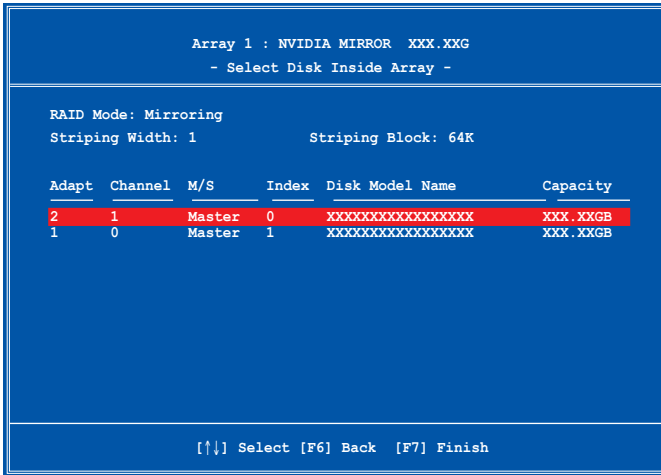 Array 1 : NVIDIA MIRROR XXX.XXG
- Select Disk Inside Array -
RAID Mode: Mirroring
Striping Width: 1 Striping Block: 64K
Adapt Channel M/S Index Disk Model Name Capacity
2 1 Master 0 XXXXXXXXXXXXXXXXX XXX.XXGB
1 0 Master 1 XXXXXXXXXXXXXXXXX XXX.XXGB
[↑↓] Select [F6] Back [F7] Finish